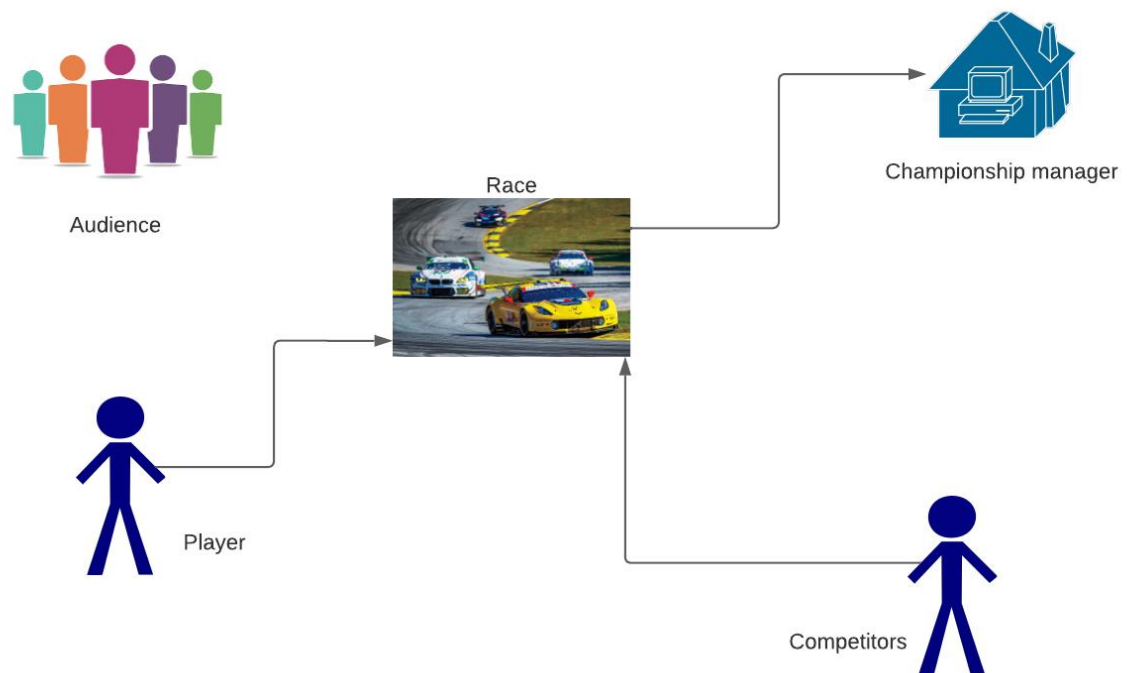 Race
Championship manager
Audience
Player
Competitors